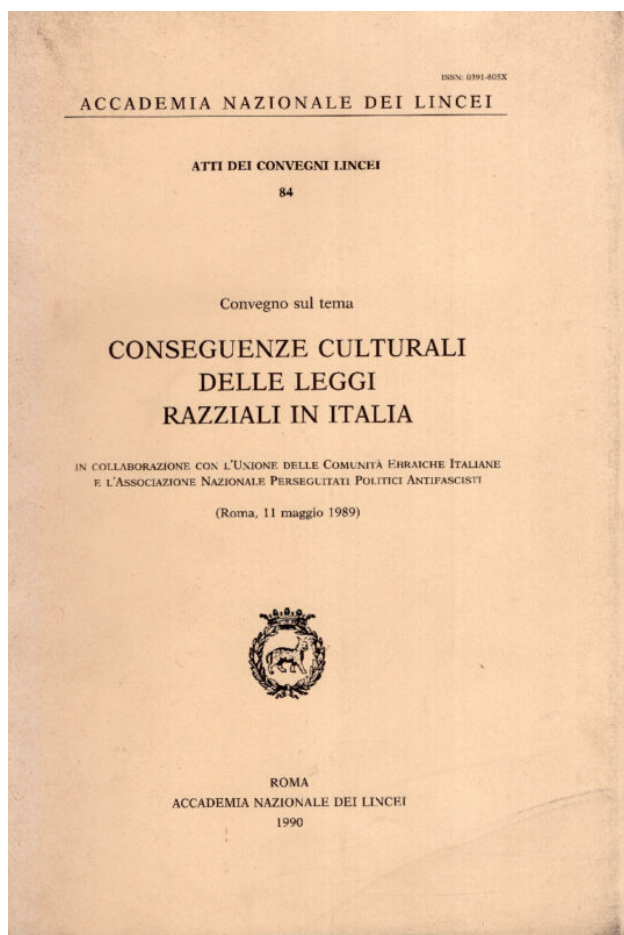 ISSN: 0391-805X
ACCADEMIA NAZIONALE DEI LINCEI
ATTI DEI CONVEGNI LINCEI
84
Convegno sul tema
CONSEGUENZE CULTURALI
DELLE LEGGI
RAZZIALI IN ITALIA
IN COLLABORAZIONE CON L'UNIONE DELLE COMUNITÀ EBRAICHE ITALIANE
E L'ASSOCIAZIONE NAZIONALE PERSEGUITATI POLITICI ANTIFASCISTI
(Roma, 11 maggio 1989)
ROMA
ACCADEMIA NAZIONALE DEI LINCEI
1990